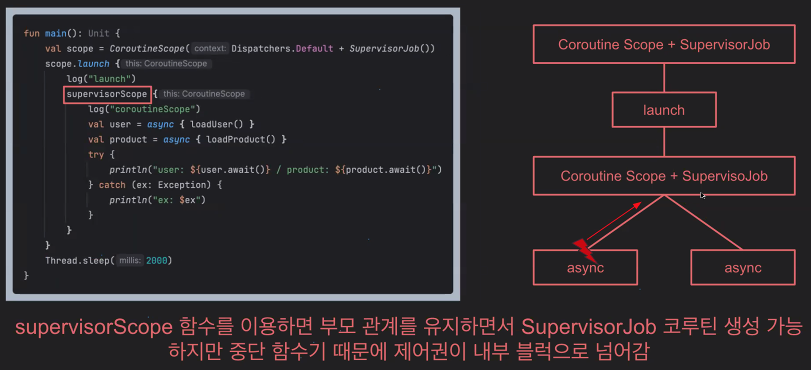 fun main(): Unit {
val scope = CoroutineScope( context: Dispatchers.Default + SupervisorJob())
scope.launch { this: CoroutineScope
log("launch")
supervisorScope { this: CoroutineScope
log("coroutineScope")
val user = async { loadUser() }
val product = async { loadProduct() }
try {
println("user: ${user.await()} / product: ${product.await()}")
} catch (ex: Exception) {
println("ex: $ex")
}
}
}
Thread.sleep( millis: 2000)
}
Coroutine Scope + SupervisorJob
launch
Coroutine Scope + SupervisoJob
async
async
supervisorScope 함수를 이용하면 부모 관계를 유지하면서 SupervisorJob 코루틴 생성 가능
하지만 중단 함수기 때문에 제어권이 내부 블럭으로 넘어감